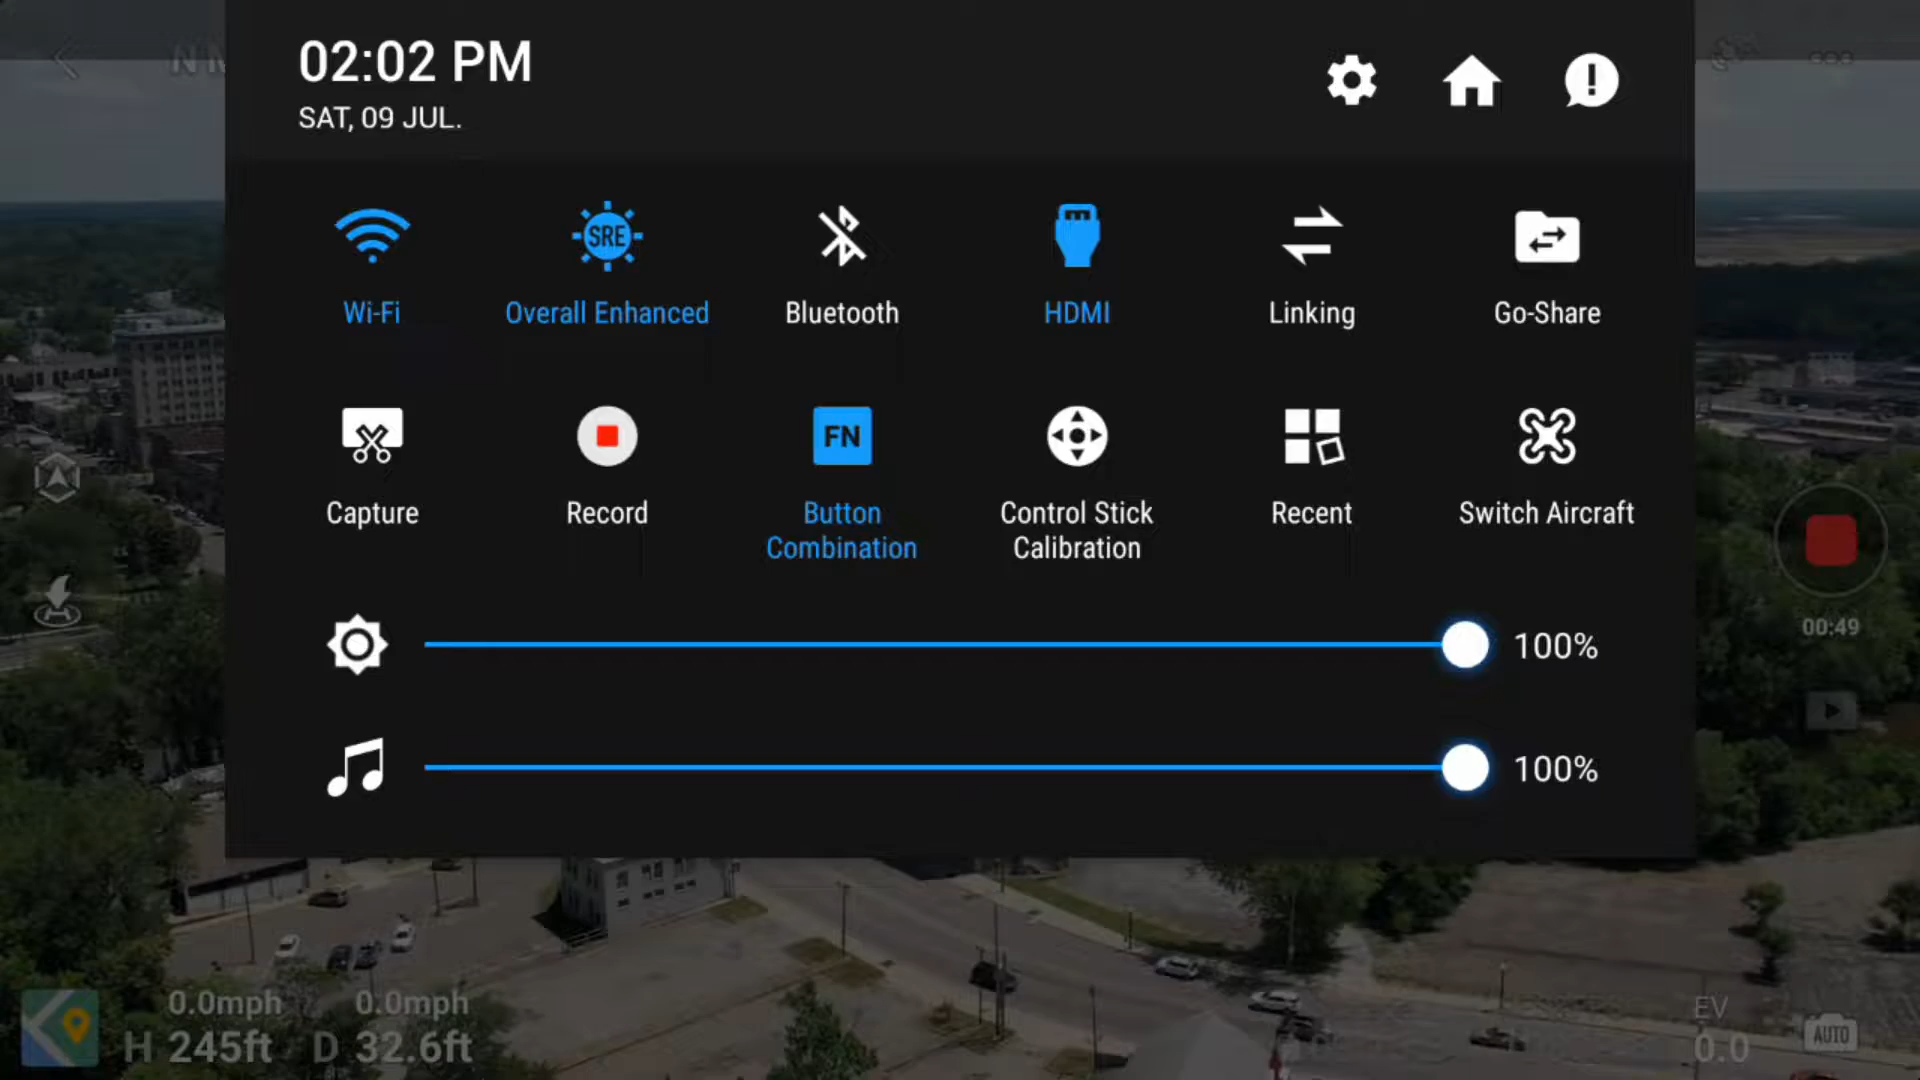 02:02 PM
SAT, 09 JUL.
N M
SRE
Wi-Fi
Overall Enhanced
Bluetooth
HDMI
Linking
Go-Share
FN
Capture
Record
Button
Combination
Control Stick
Calibration
Recent
Switch Aircraft
00:49
100%
100%
0.0mph
0.0mph
H 245ft
D 32.6ft
EV
0.0
AUTO